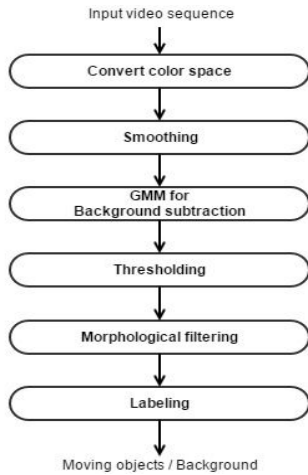 Input video sequence
Convert color space
Smoothing
GMM for
Background subtraction
Thresholding
Morphological filtering
Labeling
Moving objects / Background